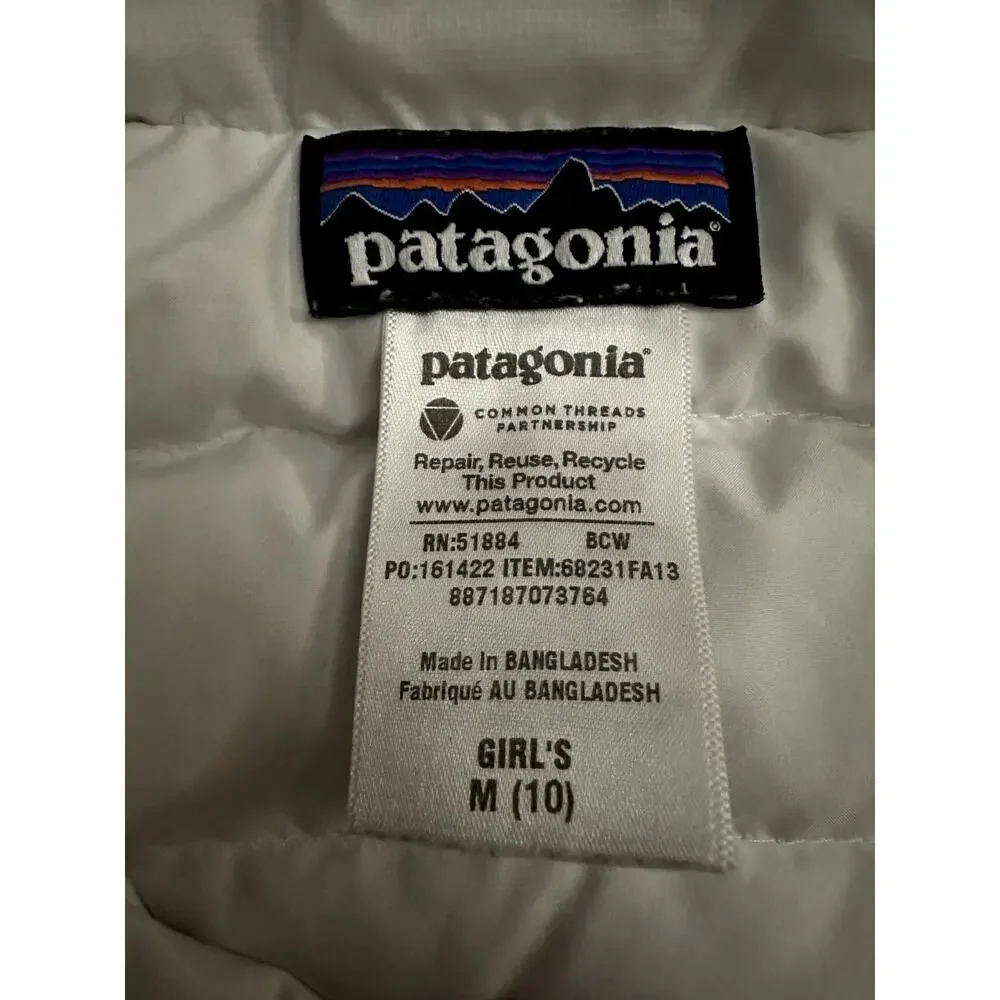 patagonia®
patagonia®
COMMON THREADS
PARTNERSHIP
Repair, Reuse, Recycle
This Product
www.patagonia.com
RN:51884 BCW
PO:161422 ITEM:68231FA13
887187073764
Made In BANGLADESH
Fabriqué AU BANGLADESH
GIRL'S
M (10)